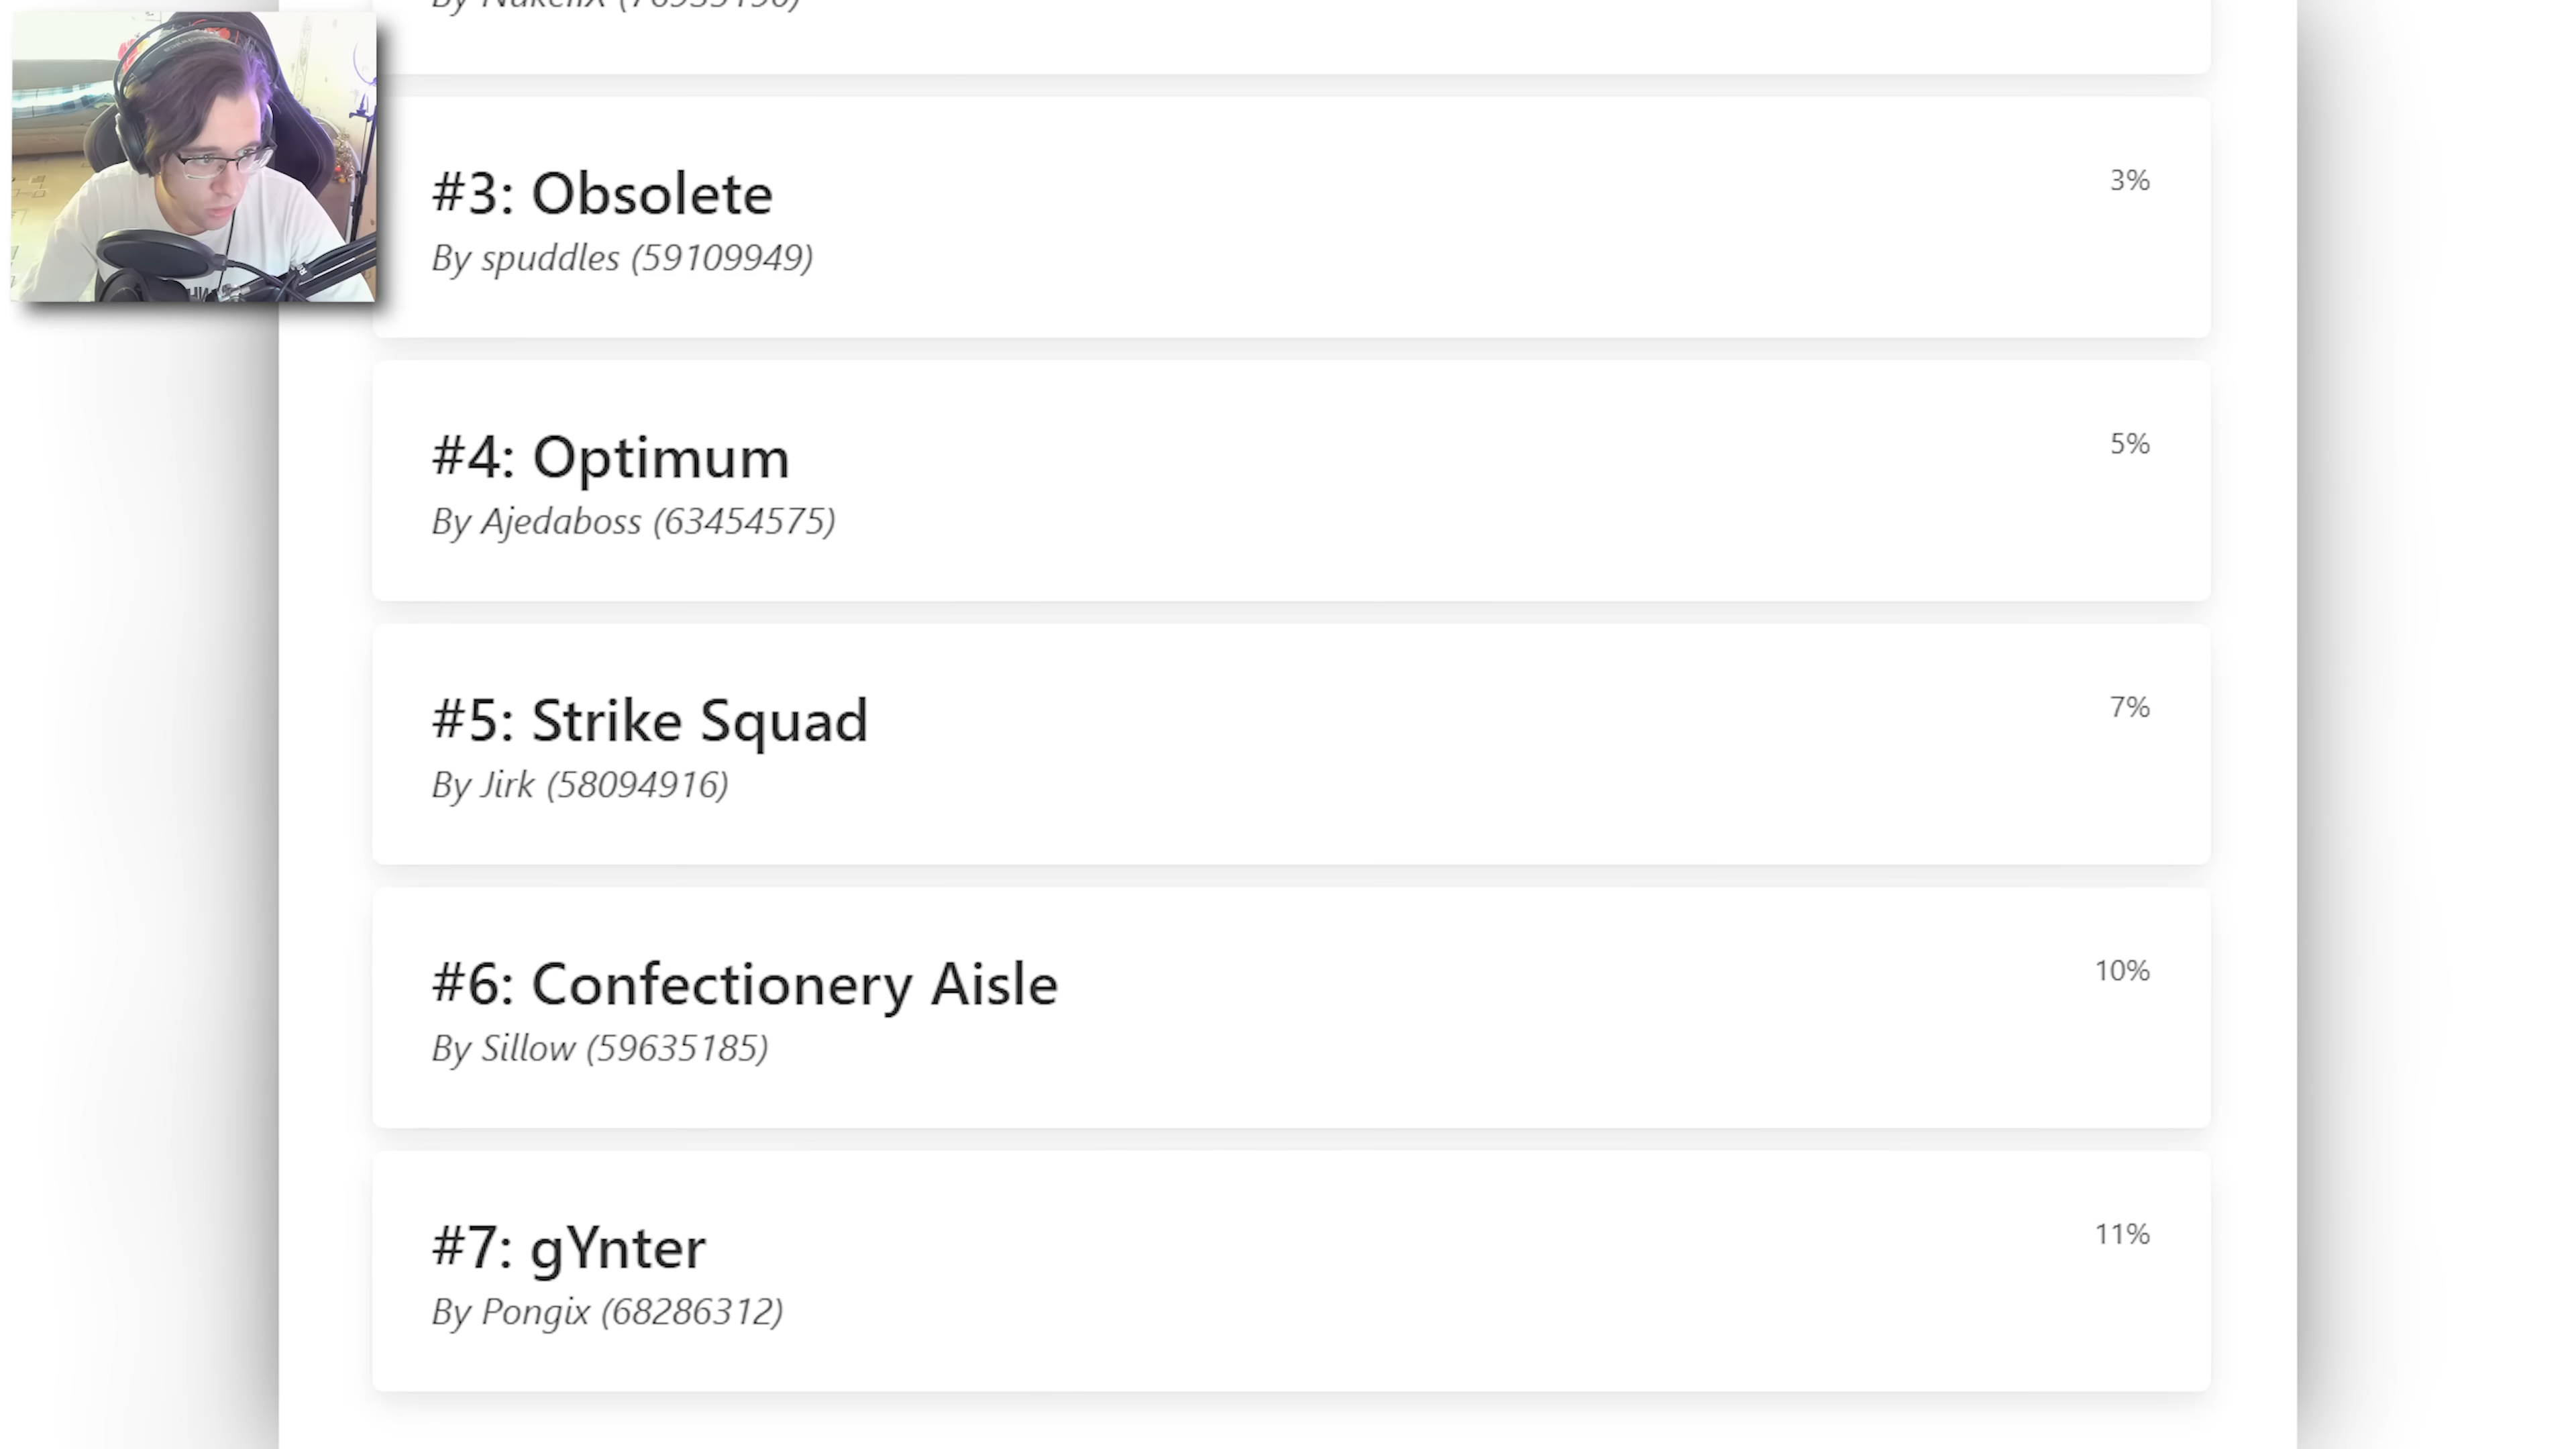 #3: Obsolete
3%
By spuddles (59109949)
#4: Optimum
5%
By Ajedaboss (63454575)
#5: Strike Squad
7%
By Jirk (58094916)
#6: Confectionery Aisle
10%
By Sillow (59635185)
#7: gYnter
11%
By Pongix (68286312)